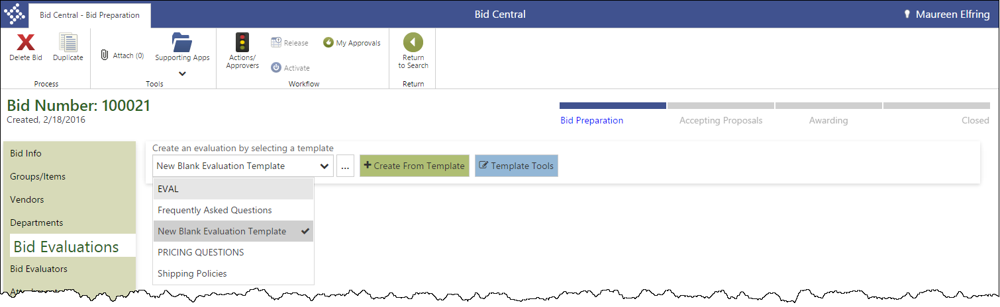 Bid Central - Bid Preparation
Bid Central
Maureen Elfring
Delete Bid
Duplicate
Process
Attach (0)
Supporting Apps
Tools
Actions/
Approvers
Release
My Approvals
Activate
Workflow
Return
to Search
Return
Bid Number: 100021
Created, 2/18/2016
Bid Preparation
Accepting Proposals
Awarding
Closed
Bid Info
Groups/Items
Vendors
Departments
Bid Evaluations
Bid Evaluators
Create an evaluation by selecting a template
New Blank Evaluation Template
...
Create From Template
Template Tools
EVAL
Frequently Asked Questions
New Blank Evaluation Template
PRICING QUESTIONS
Shipping Policies